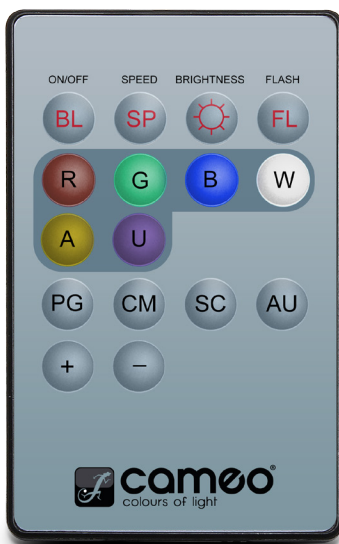 ON/OFF SPEED BRIGHTNESS FLASH
BL SP FL
R G B W
A U
PG CM SC AU
+ −
cameo®
colours of light